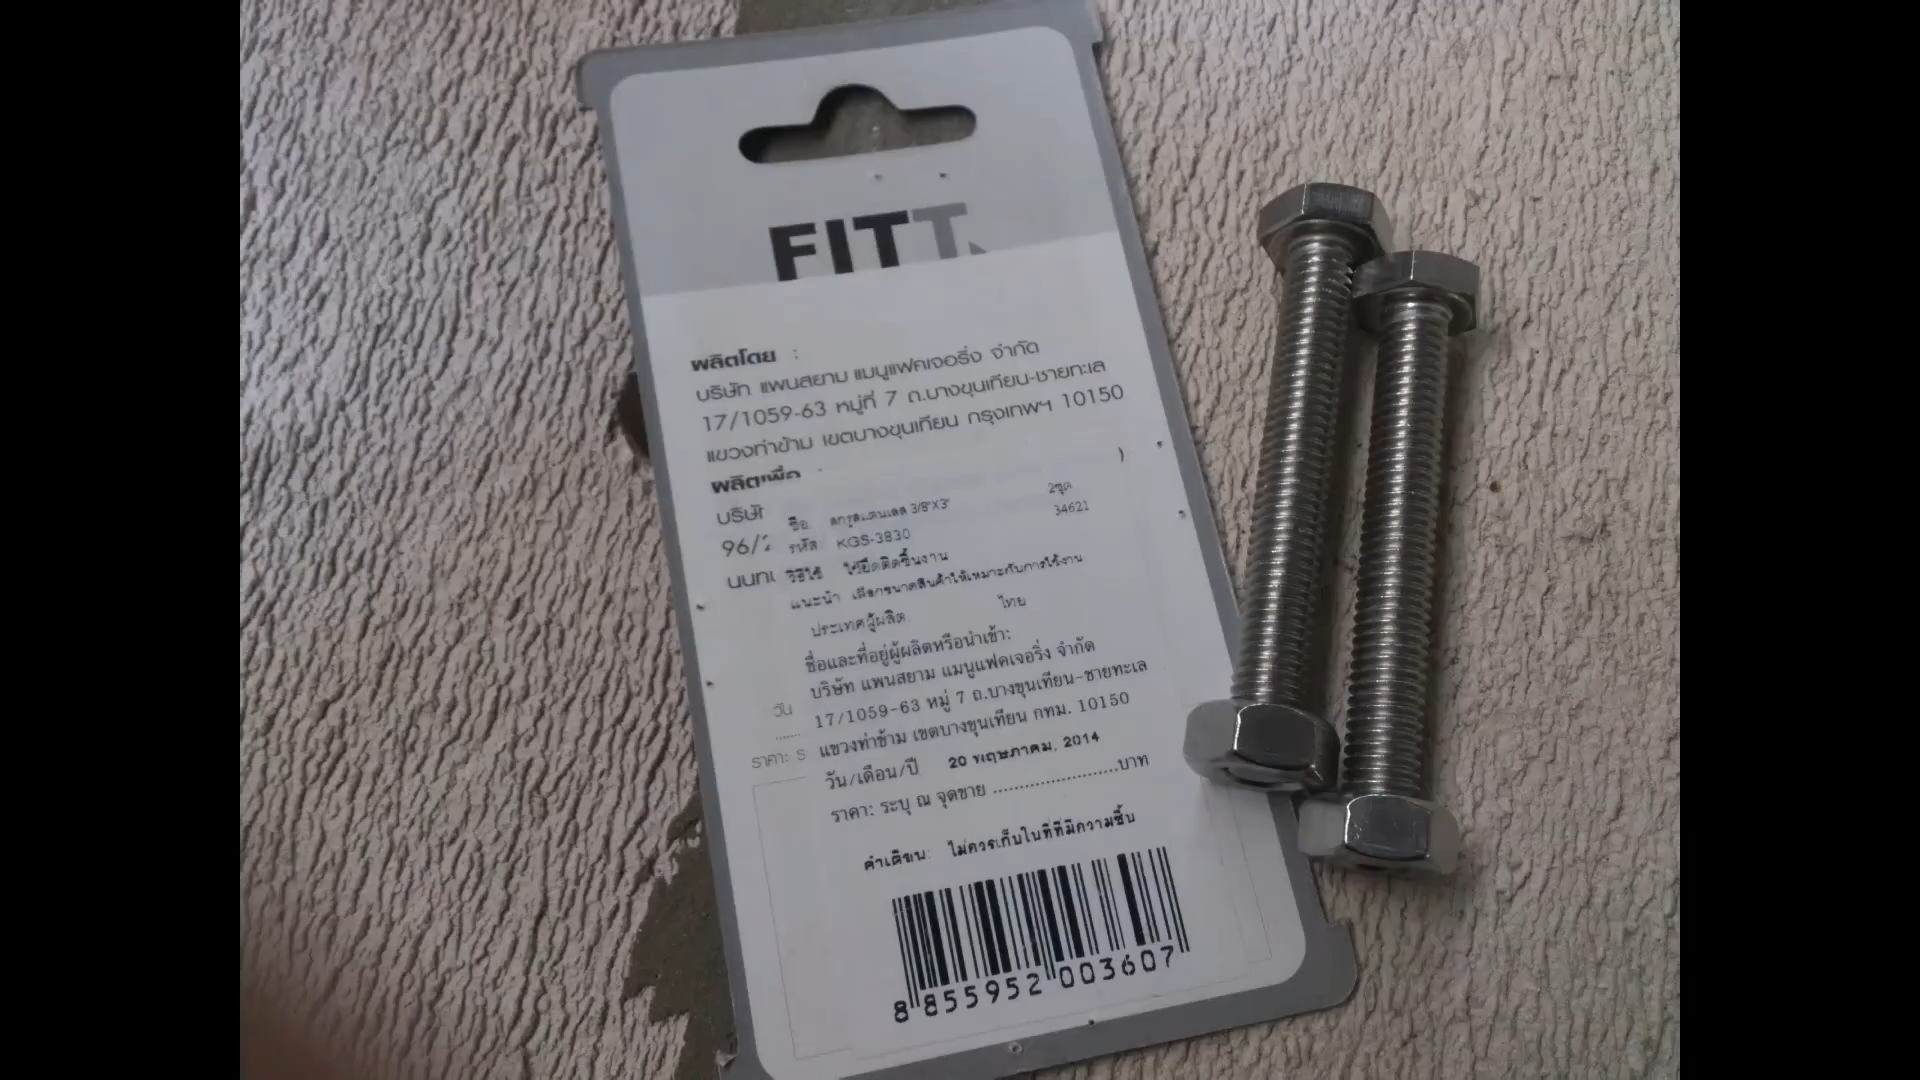 FITT
ผลิตโดย :
บริษัท แพนสยาม แมนูแฟคเจอริ่ง จำกัด
17/1059-63 หมู่ที่ 7 ถ.บางขุนเทียน-ชายทะเล
แขวงท่าข้าม เขตบางขุนเทียน กรุงเทพฯ 10150
ผลิตเพื่อ
บริษัท
96/2
นนท
ชื่อ: สกรูสแตนเลส 3/8"X3" 2ชุด
รหัส: KGS-3830 34621
วิธีใช้ ใช้ยึดติดชิ้นงาน
แนะนำ เลือกขนาดสินค้าให้เหมาะกับการใช้งาน
ประเทศผู้ผลิต ไทย
ชื่อและที่อยู่ผู้ผลิตหรือนำเข้า:
บริษัท แพนสยาม แมนูแฟคเจอริ่ง จำกัด
17/1059-63 หมู่ 7 ถ.บางขุนเทียน-ชายทะเล
แขวงท่าข้าม เขตบางขุนเทียน กทม. 10150
วัน
วัน/เดือน/ปี 20 พฤษภาคม, 2014
ราคา: ร
ราคา: ระบุ ณ จุดขาย ......................บาท
คำเตือน: ไม่ควรเก็บในที่ที่มีความชื้น
8 855952 003607